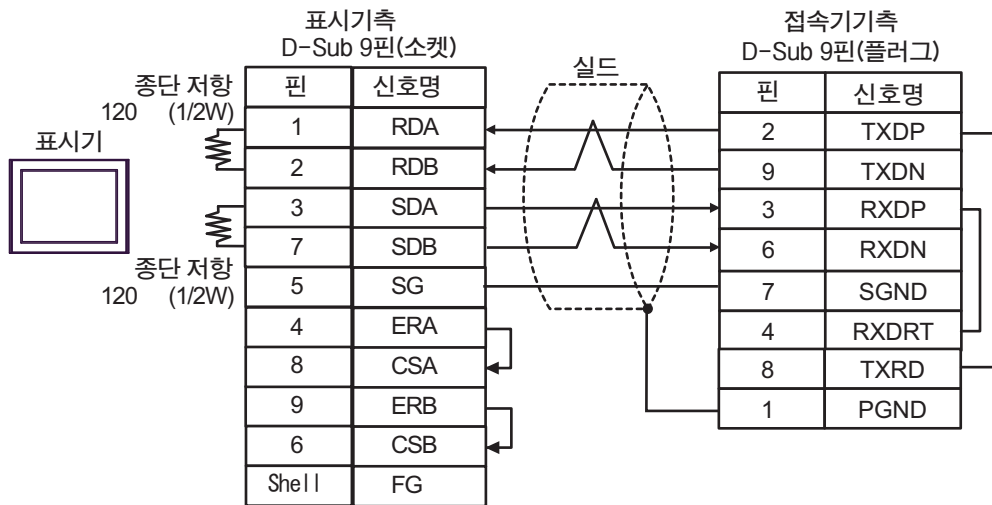 표시기측
D-Sub 9핀(소켓)
접속기기측
D-Sub 9핀(플러그)
실드
종단 저항
120 (1/2W)
표시기
종단 저항
120 (1/2W)
핀 신호명
1 RDA
2 RDB
3 SDA
7 SDB
5 SG
4 ERA
8 CSA
9 ERB
6 CSB
Shell FG
핀 신호명
2 TXDP
9 TXDN
3 RXDP
6 RXDN
7 SGND
4 RXDRT
8 TXRD
1 PGND